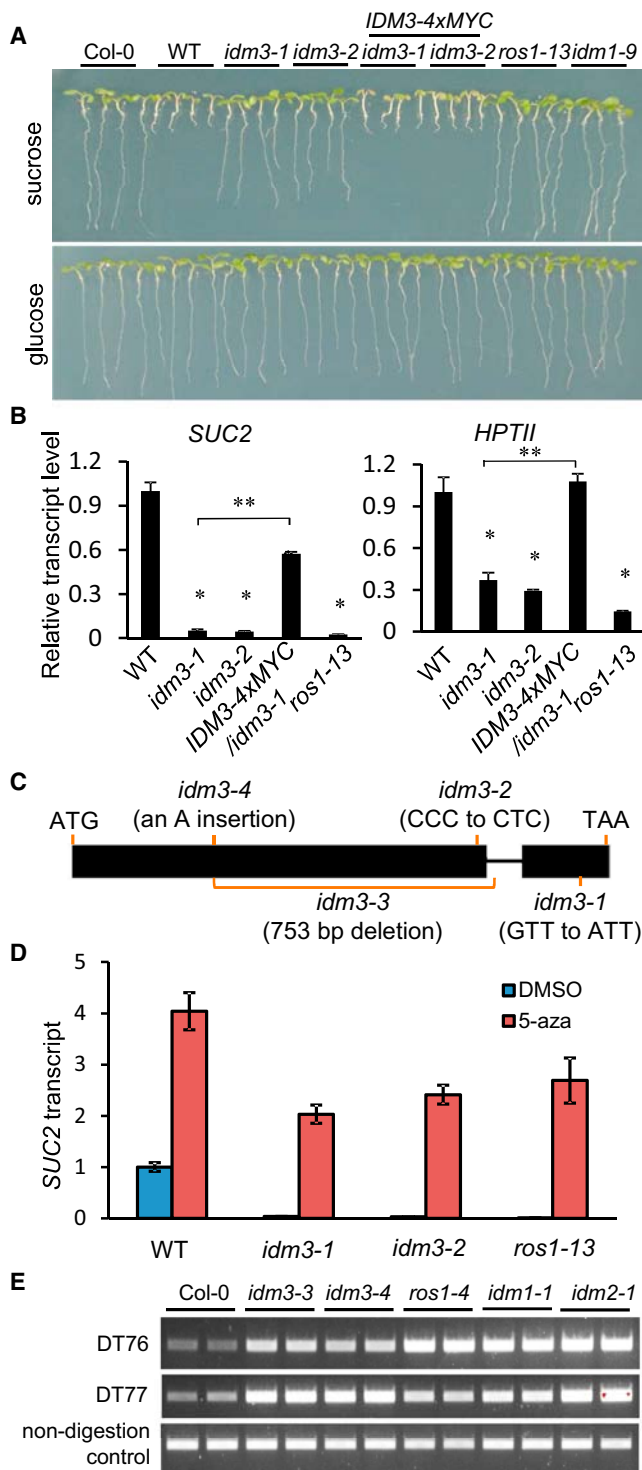 A
IDM3-4xMYC
Col-0 WT idm3-1 idm3-2 idm3-1 idm3-2 ros1-13 idm1-9
sucrose
glucose
B
SUC2
HPTII
Relative transcript level
1.2
0.9
0.6
0.3
0
**
*
*
*
WT
idm3-1
idm3-2
IDM3-4xMYC
/idm3-1
ros1-13
1.2
0.9
0.6
0.3
0
**
*
*
*
WT
idm3-1
idm3-2
IDM3-4xMYC
/idm3-1
ros1-13
C
idm3-4
(an A insertion)
idm3-2
(CCC to CTC)
ATG
TAA
idm3-3
(753 bp deletion)
idm3-1
(GTT to ATT)
D
SUC2 transcript
5
4
3
2
1
0
DMSO
5-aza
WT idm3-1 idm3-2 ros1-13
E
Col-0 idm3-3 idm3-4 ros1-4 idm1-1 idm2-1
DT76
DT77
non-digestion
control